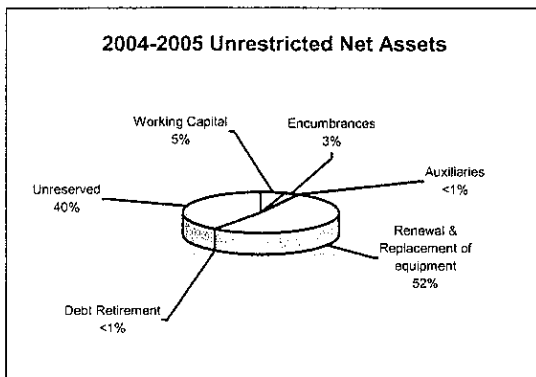 2004-2005 Unrestricted Net Assets
Working Capital
5%
Encumbrances
3%
Auxiliaries
<1%
Unreserved
40%
Renewal &
Replacement of
equipment
52%
Debt Retirement
<1%